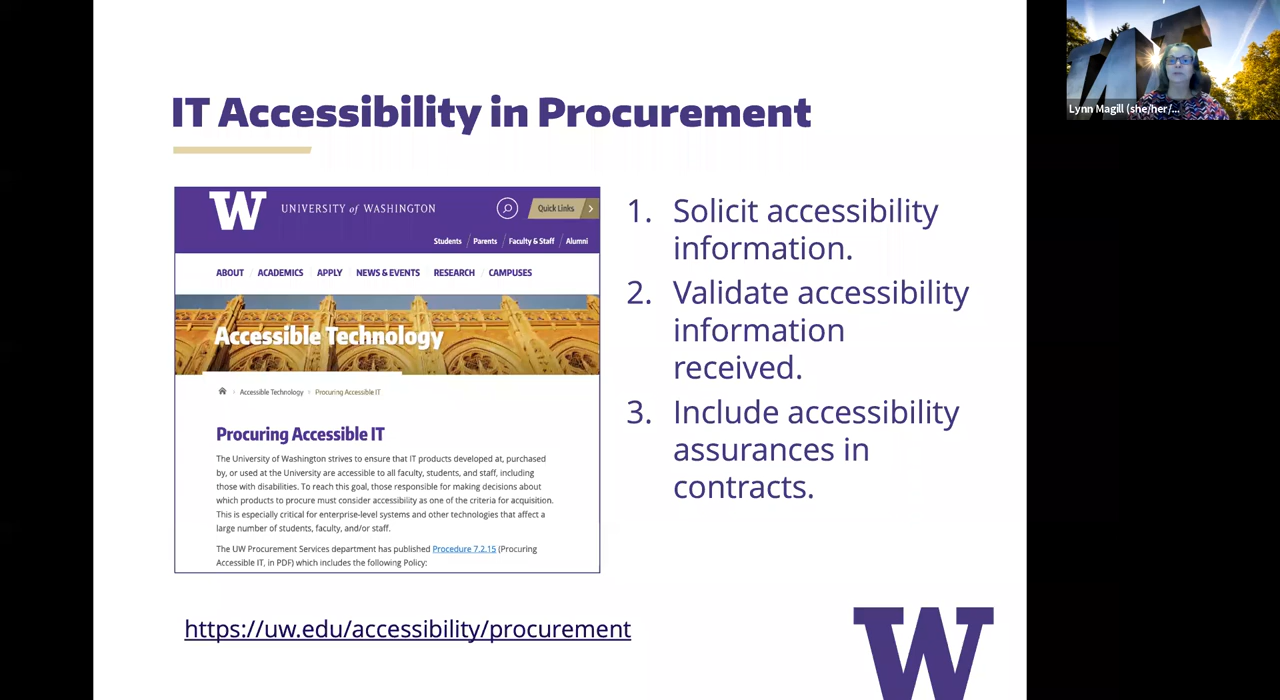 IT Accessibility in Procurement
W UNIVERSITY of WASHINGTON
Quick Links
Students Parents Faculty & Staff Alumni
ABOUT ACADEMICS APPLY NEWS & EVENTS RESEARCH CAMPUSES
Accessible Technology
Accessible Technology › Procuring Accessible IT
Procuring Accessible IT
The University of Washington strives to ensure that IT products developed at, purchased
by, or used at the University are accessible to all faculty, students, and staff, including
those with disabilities. To reach this goal, those responsible for making decisions about
which products to procure must consider accessibility as one of the criteria for acquisition.
This is especially critical for enterprise-level systems and other technologies that affect a
large number of students, faculty, and/or staff.
The UW Procurement Services department has published Procedure 7.2.15 (Procuring
Accessible IT, in PDF) which includes the following Policy:
1. Solicit accessibility
information.
2. Validate accessibility
information
received.
3. Include accessibility
assurances in
contracts.
https://uw.edu/accessibility/procurement
W
Lynn Magill (she/her/...